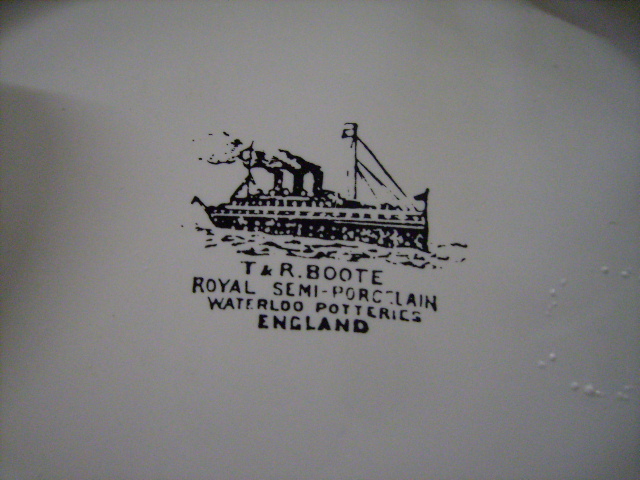 T & R. BOOTE
ROYAL SEMI-PORCELAIN
WATERLOO POTTERIES
ENGLAND